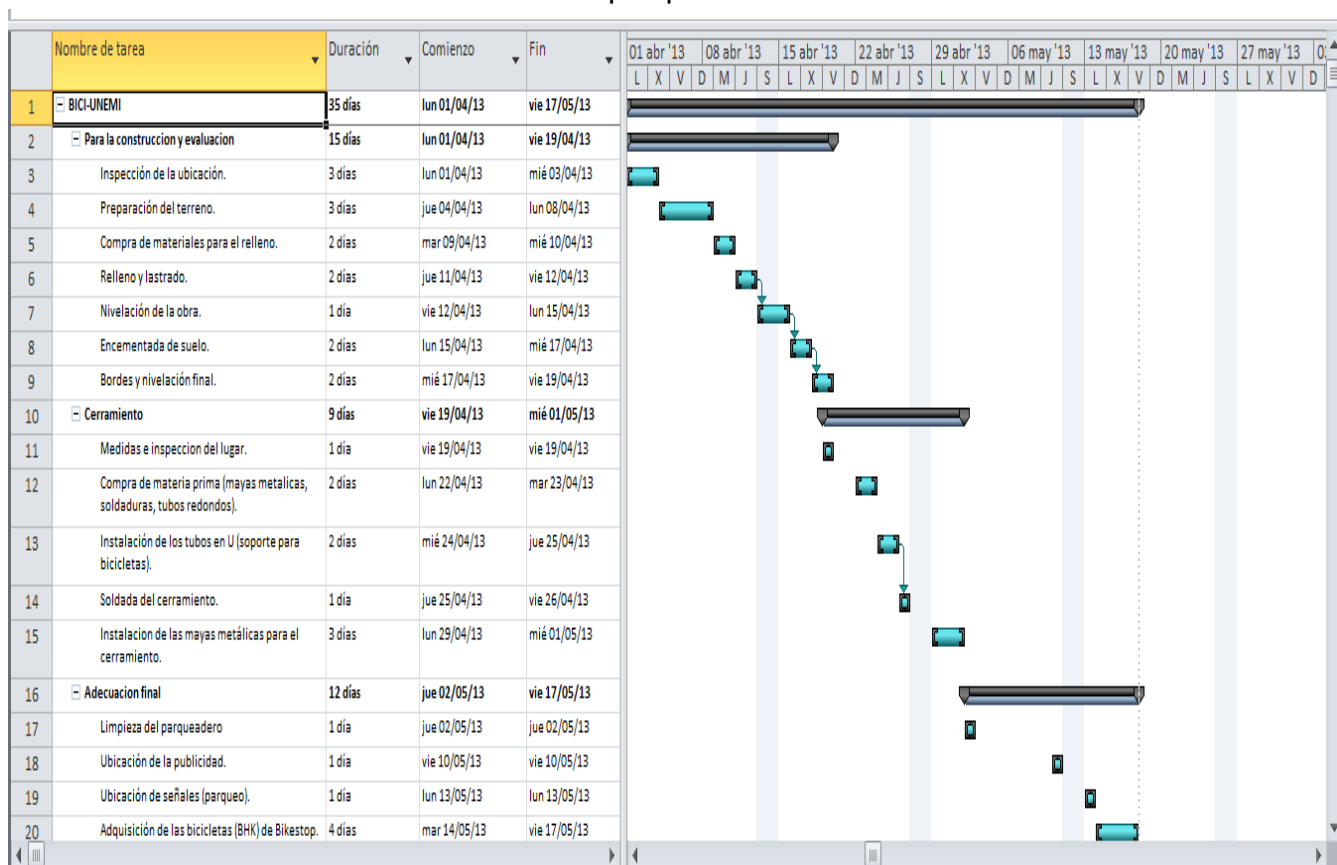 Nombre de tarea Duración Comienzo Fin 01 abr '13 08 abr '13 15 abr '13 22 abr '13 29 abr '13 06 may '13 13 may '13 20 may '13 27 may '13
L X V D M J S L X V D M J S L X V D M J S L X V D M J S L X V D
1 BICI-UNEMI 35 días lun 01/04/13 vie 17/05/13
2 Para la construccion y evaluacion 15 días lun 01/04/13 vie 19/04/13
3 Inspección de la ubicación. 3 días lun 01/04/13 mié 03/04/13
4 Preparación del terreno. 3 días jue 04/04/13 lun 08/04/13
5 Compra de materiales para el relleno. 2 días mar 09/04/13 mié 10/04/13
6 Relleno y lastrado. 2 días jue 11/04/13 vie 12/04/13
7 Nivelación de la obra. 1 día vie 12/04/13 lun 15/04/13
8 Encementada de suelo. 2 días lun 15/04/13 mié 17/04/13
9 Bordes y nivelación final. 2 días mié 17/04/13 vie 19/04/13
10 Cerramiento 9 días vie 19/04/13 mié 01/05/13
11 Medidas e inspeccion del lugar. 1 día vie 19/04/13 vie 19/04/13
12 Compra de materia prima (mayas metalicas, 2 días lun 22/04/13 mar 23/04/13
soldaduras, tubos redondos).
13 Instalación de los tubos en U (soporte para 2 días mié 24/04/13 jue 25/04/13
bicicletas).
14 Soldada del cerramiento. 1 día jue 25/04/13 vie 26/04/13
15 Instalacion de las mayas metálicas para el 3 días lun 29/04/13 mié 01/05/13
cerramiento.
16 Adecuacion final 12 días jue 02/05/13 vie 17/05/13
17 Limpieza del parqueadero 1 día jue 02/05/13 jue 02/05/13
18 Ubicación de la publicidad. 1 día vie 10/05/13 vie 10/05/13
19 Ubicación de señales (parqueo). 1 día lun 13/05/13 lun 13/05/13
20 Adquisición de las bicicletas (BHK) de Bikestop. 4 días mar 14/05/13 vie 17/05/13